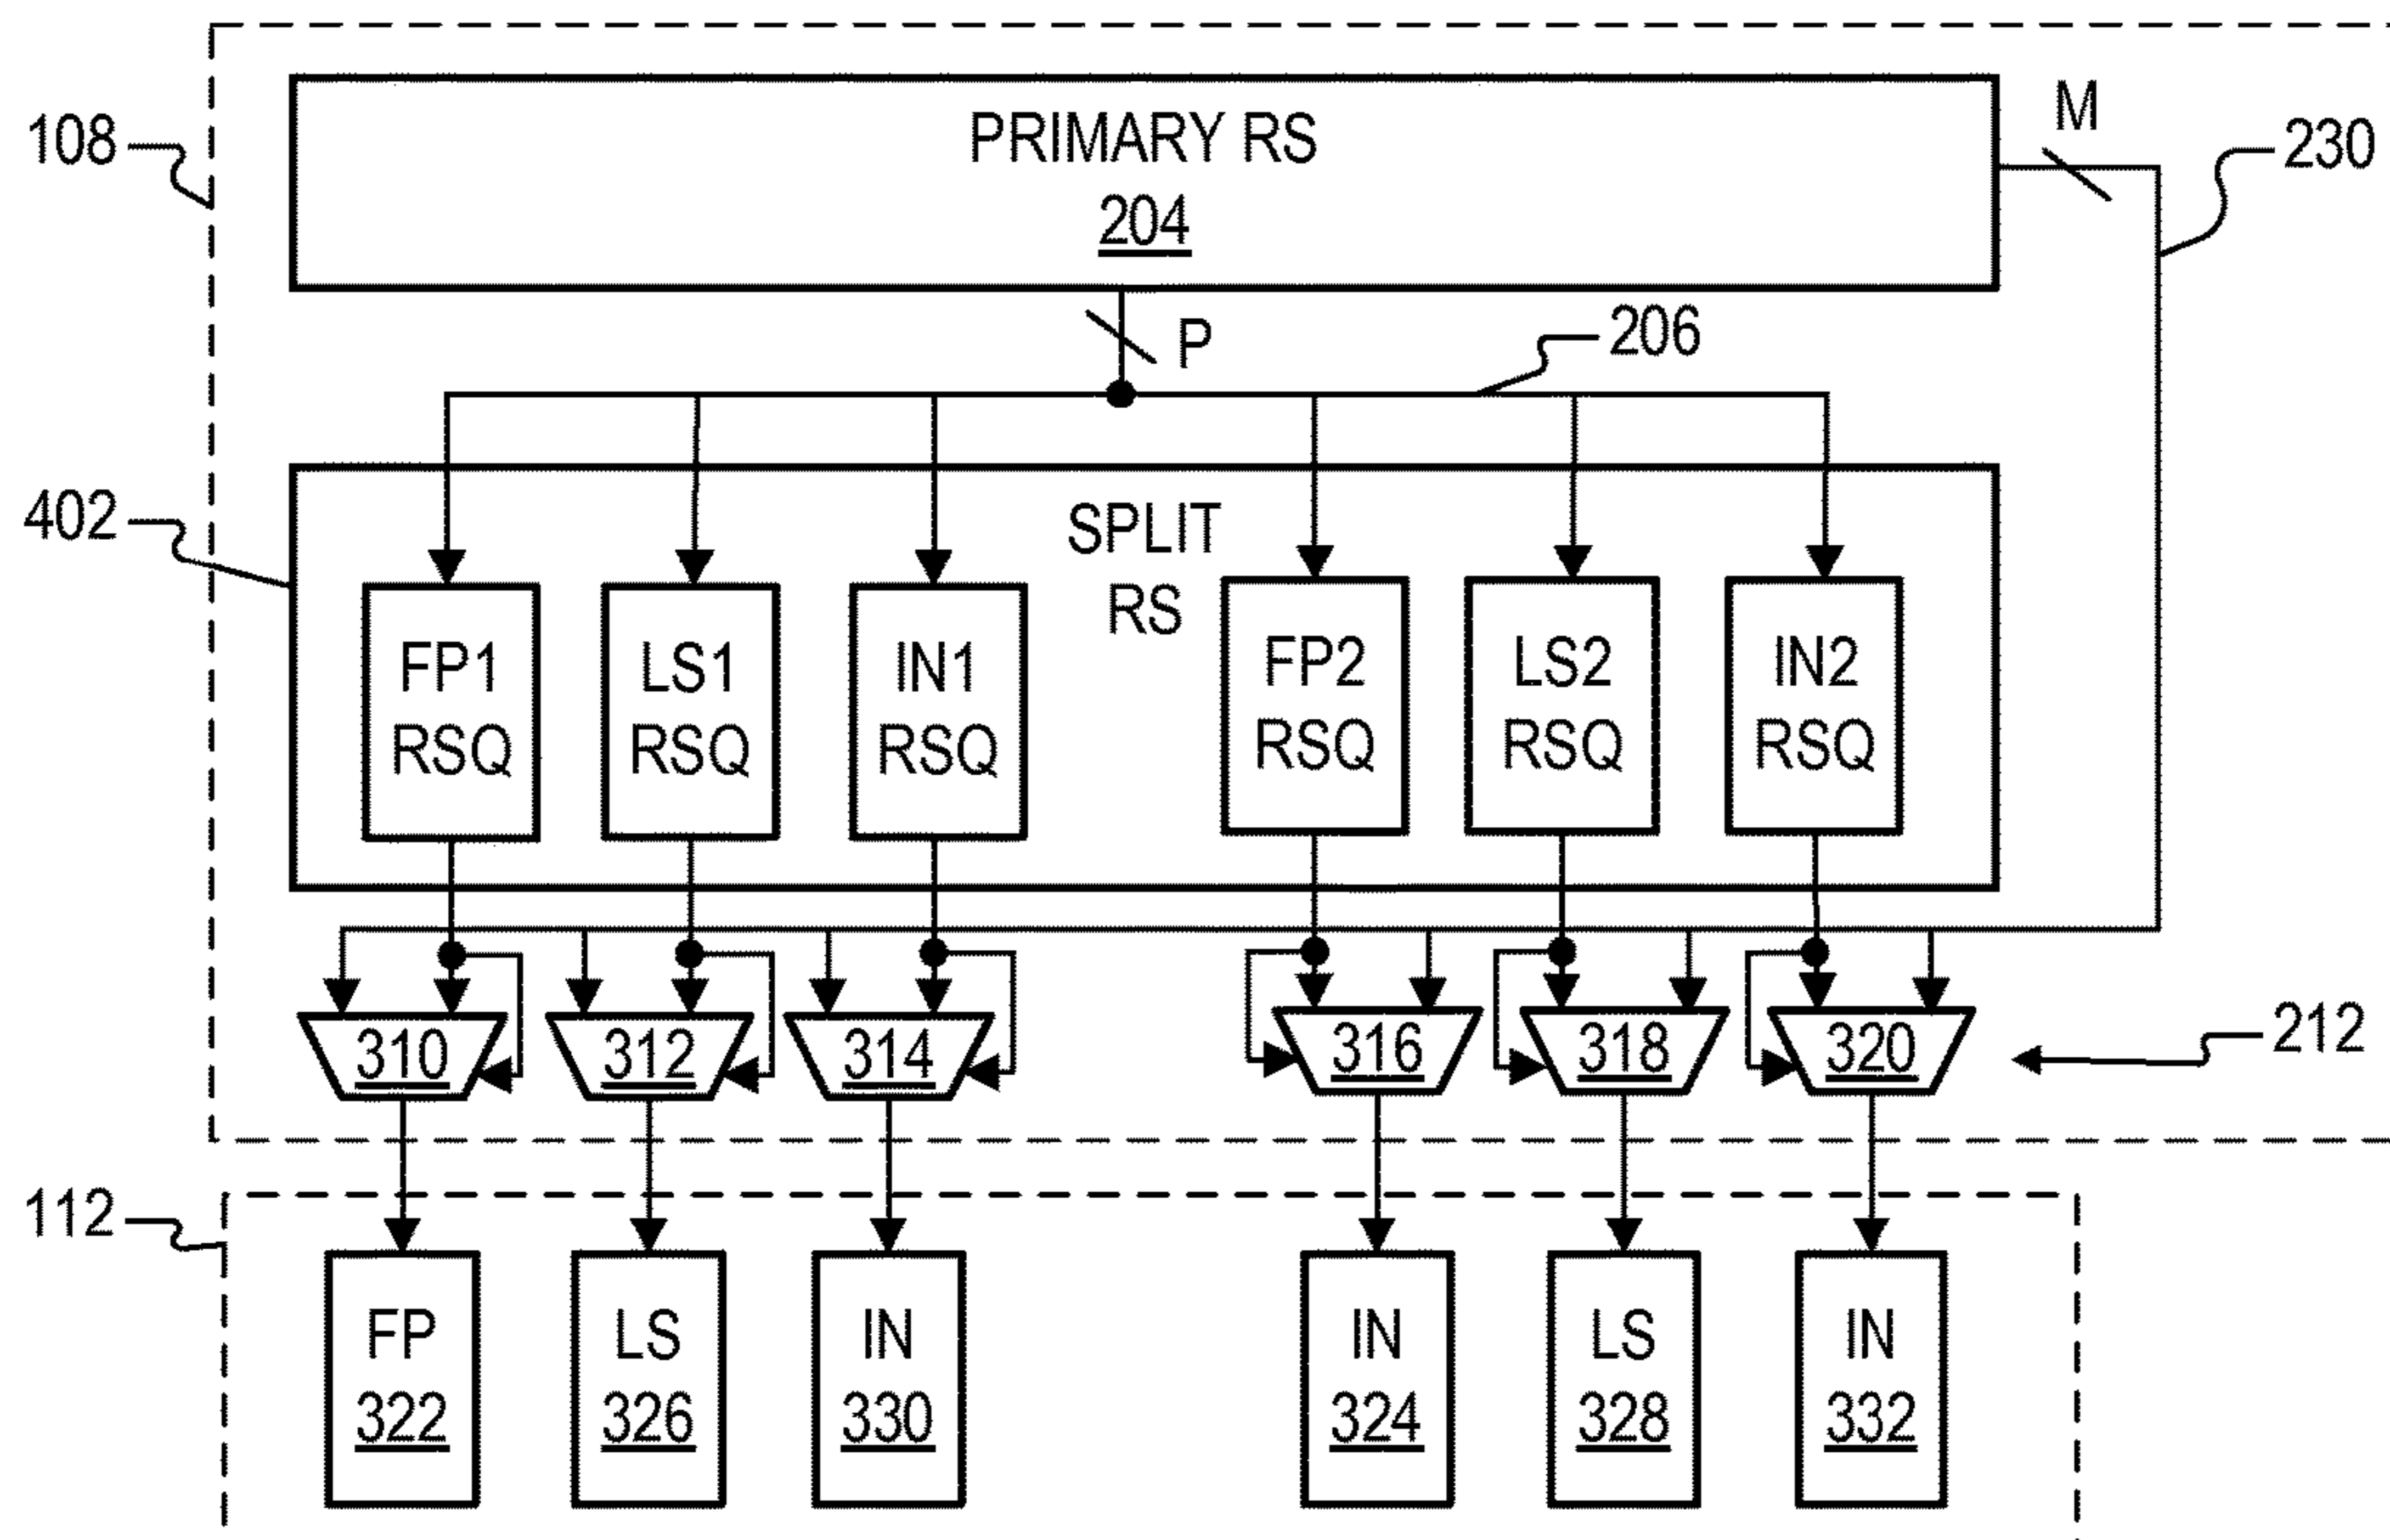 PRIMARY RS
204
M
108
230
P
206
402
SPLIT
RS
FP1
RSQ
LS1
RSQ
IN1
RSQ
FP2
RSQ
LS2
RSQ
IN2
RSQ
310
312
314
316
318
320
212
112
FP
322
LS
326
IN
330
IN
324
LS
328
IN
332